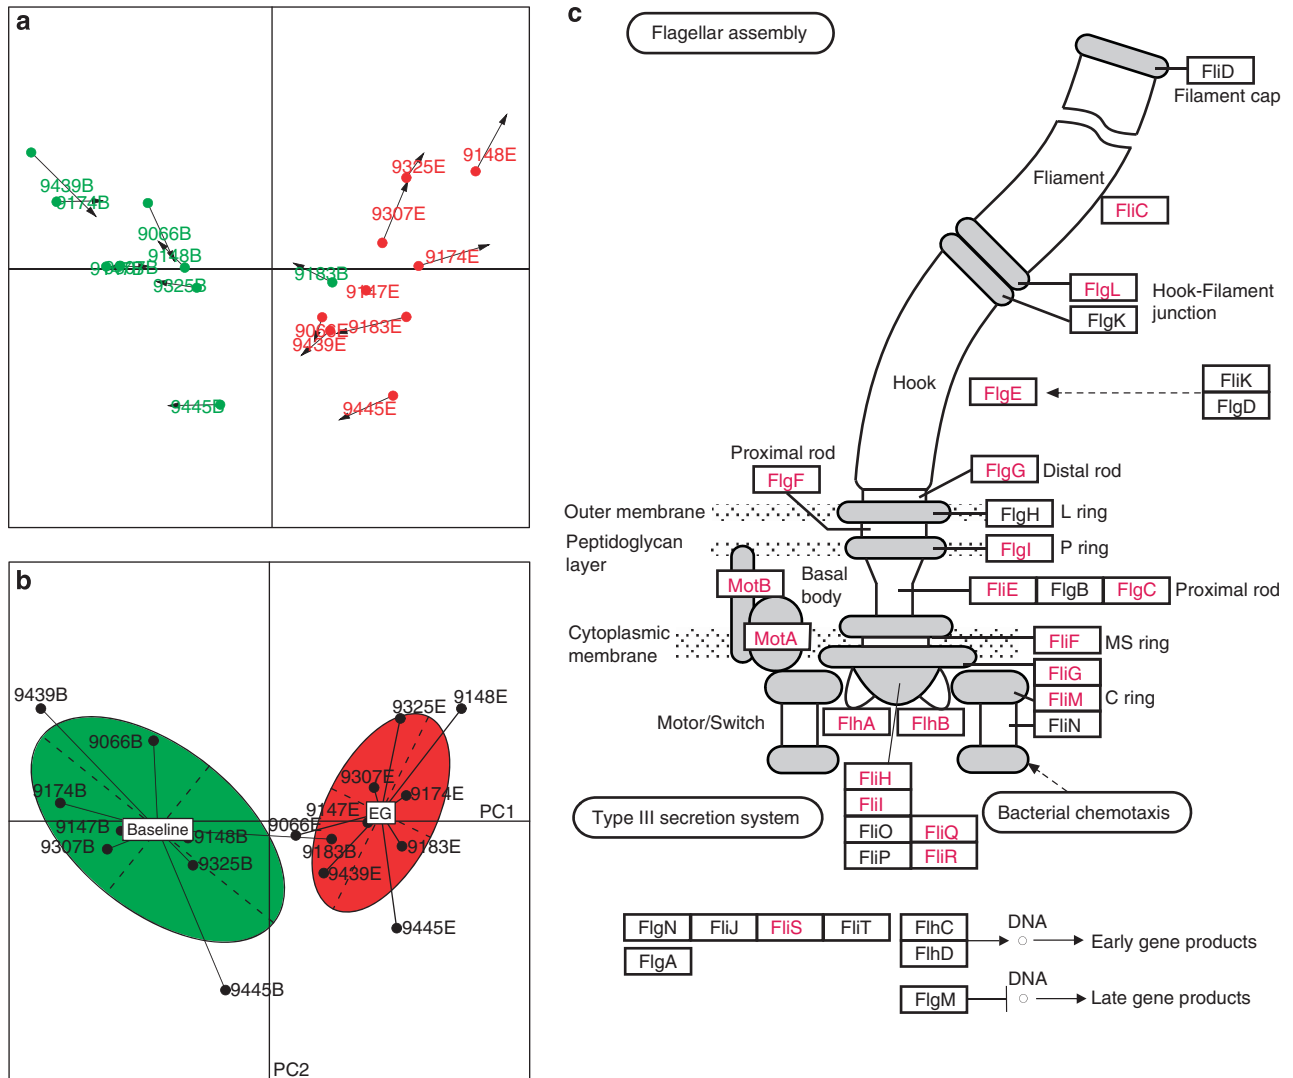 a
9439B
9174B
9066B
9148B
9325B
9445B
9183B
9325E
9148E
9307E
9174E
9147E
9066E
9183E
9439E
9445E
b
9439B
9066B
9174B
9147B
9307B
Baseline
9148B
9325B
9445B
9325E
9148E
9307E
9174E
9147E
EG
PC1
9066E
9183B
9183E
9439E
9445E
PC2
c
Flagellar assembly
FliD
Filament cap
Fliament
FliC
FlgL
FlgK
Hook-Filament
junction
Hook
FlgE
FliK
FlgD
Proximal rod
FlgF
FlgG
Distal rod
Outer membrane
FlgH
L ring
Peptidoglycan
layer
FlgI
P ring
MotB
Basal
body
FliE
FlgB
FlgC
Proximal rod
Cytoplasmic
membrane
MotA
FliF
MS ring
FliG
FliM
FliN
C ring
Motor/Switch
FlhA
FlhB
FliH
FliI
FliO
FliQ
FliP
FliR
Type III secretion system
Bacterial chemotaxis
FlgN
FliJ
FliS
FliT
FlgA
FlhC
FlhD
DNA
Early gene products
FlgM
DNA
Late gene products